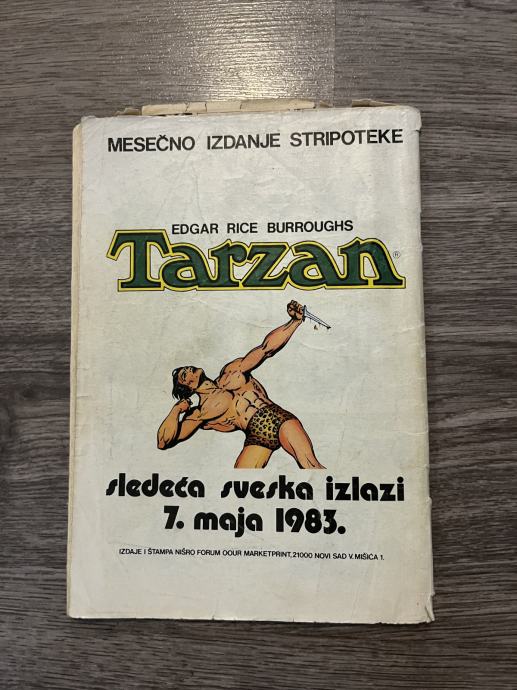 MESEČNO IZDANJE STRIPOTEKE
EDGAR RICE BURROUGHS
Tarzan®
sledeća sveska izlazi
7. maja 1983.
IZDAJE I ŠTAMPA NIŠRO FORUM OOUR MARKETPRINT, 21000 NOVI SAD V. MIŠIĆA 1.